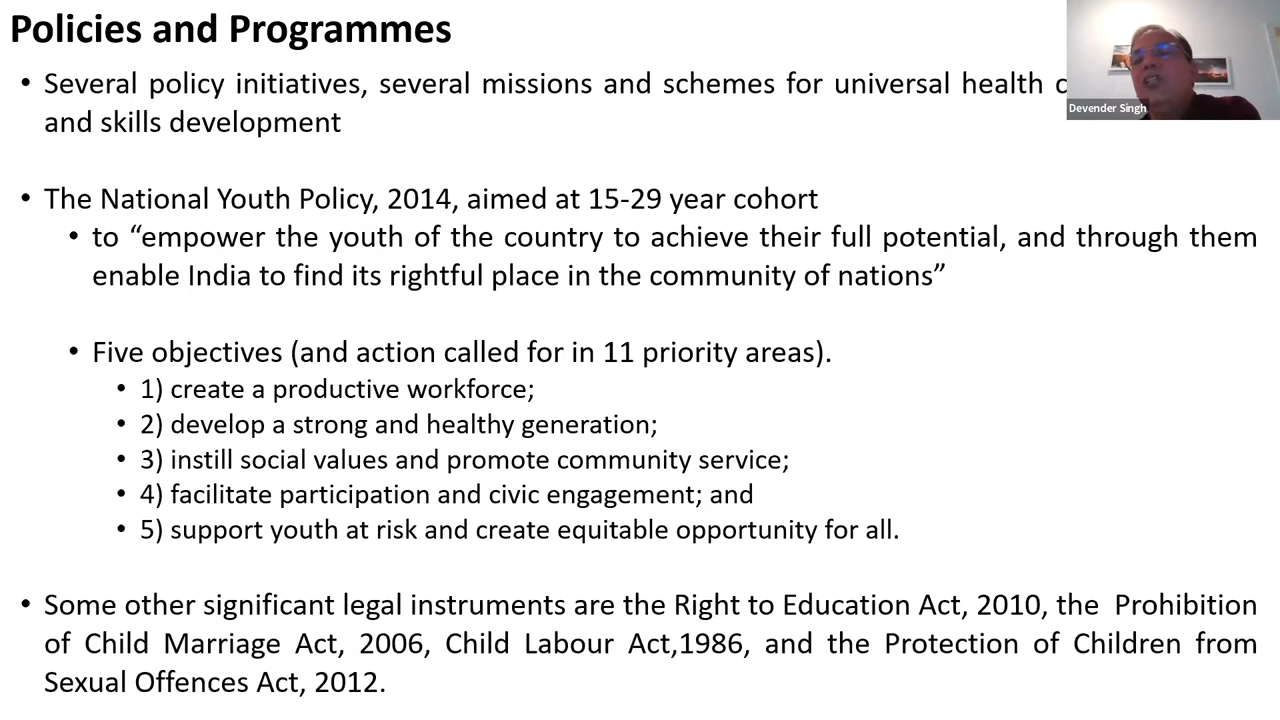 Policies and Programmes
• Several policy initiatives, several missions and schemes for universal health
and skills development
Devender Singh
• The National Youth Policy, 2014, aimed at 15-29 year cohort
• to “empower the youth of the country to achieve their full potential, and through them
enable India to find its rightful place in the community of nations”
• Five objectives (and action called for in 11 priority areas).
• 1) create a productive workforce;
• 2) develop a strong and healthy generation;
• 3) instill social values and promote community service;
• 4) facilitate participation and civic engagement; and
• 5) support youth at risk and create equitable opportunity for all.
• Some other significant legal instruments are the Right to Education Act, 2010, the Prohibition
of Child Marriage Act, 2006, Child Labour Act,1986, and the Protection of Children from
Sexual Offences Act, 2012.